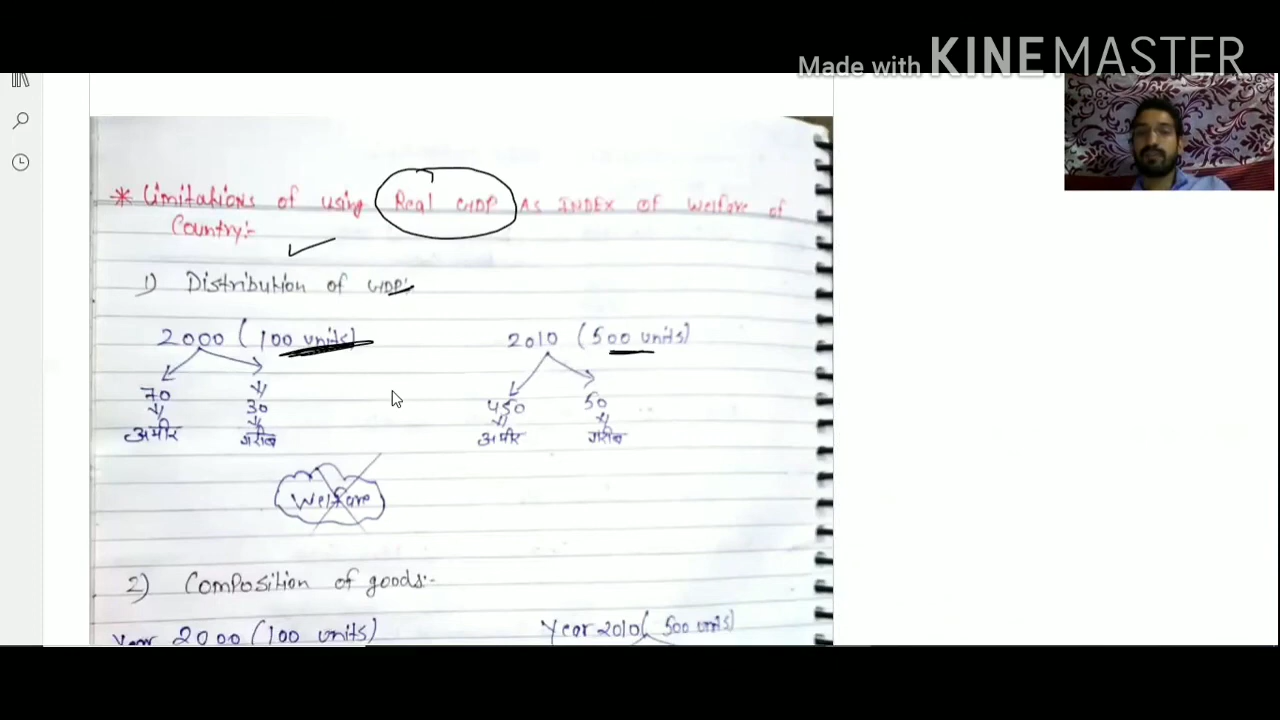 Made with KINEMASTER
* Limitations of using Real GDP As INDEX of Welfare of
Country:-
1) Distribution of GDP:
2000 (100 units)
2010 (500 units)
70
30
450
50
अमीर
गरीब
अमीर
गरीब
Welfare
2) Composition of goods:-
Year 2000 (100 units)
Year 2010 ( 500 units)